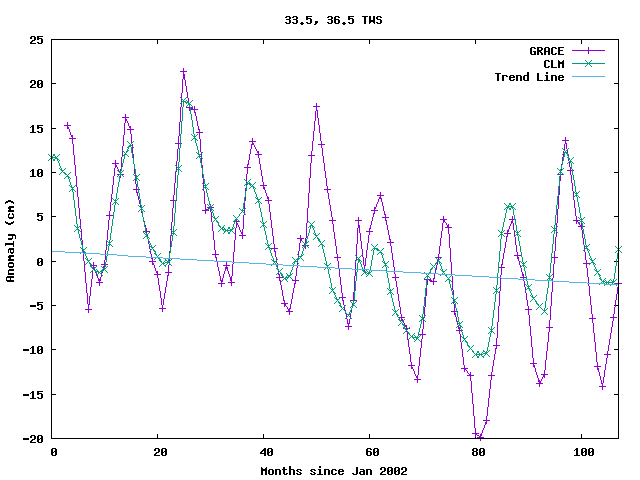 33.5, 36.5 TWS
GRACE
CLM
Trend Line
Anomaly (cm)
25
20
15
10
5
0
-5
-10
-15
-20
0 20 40 60 80 100
Months since Jan 2002